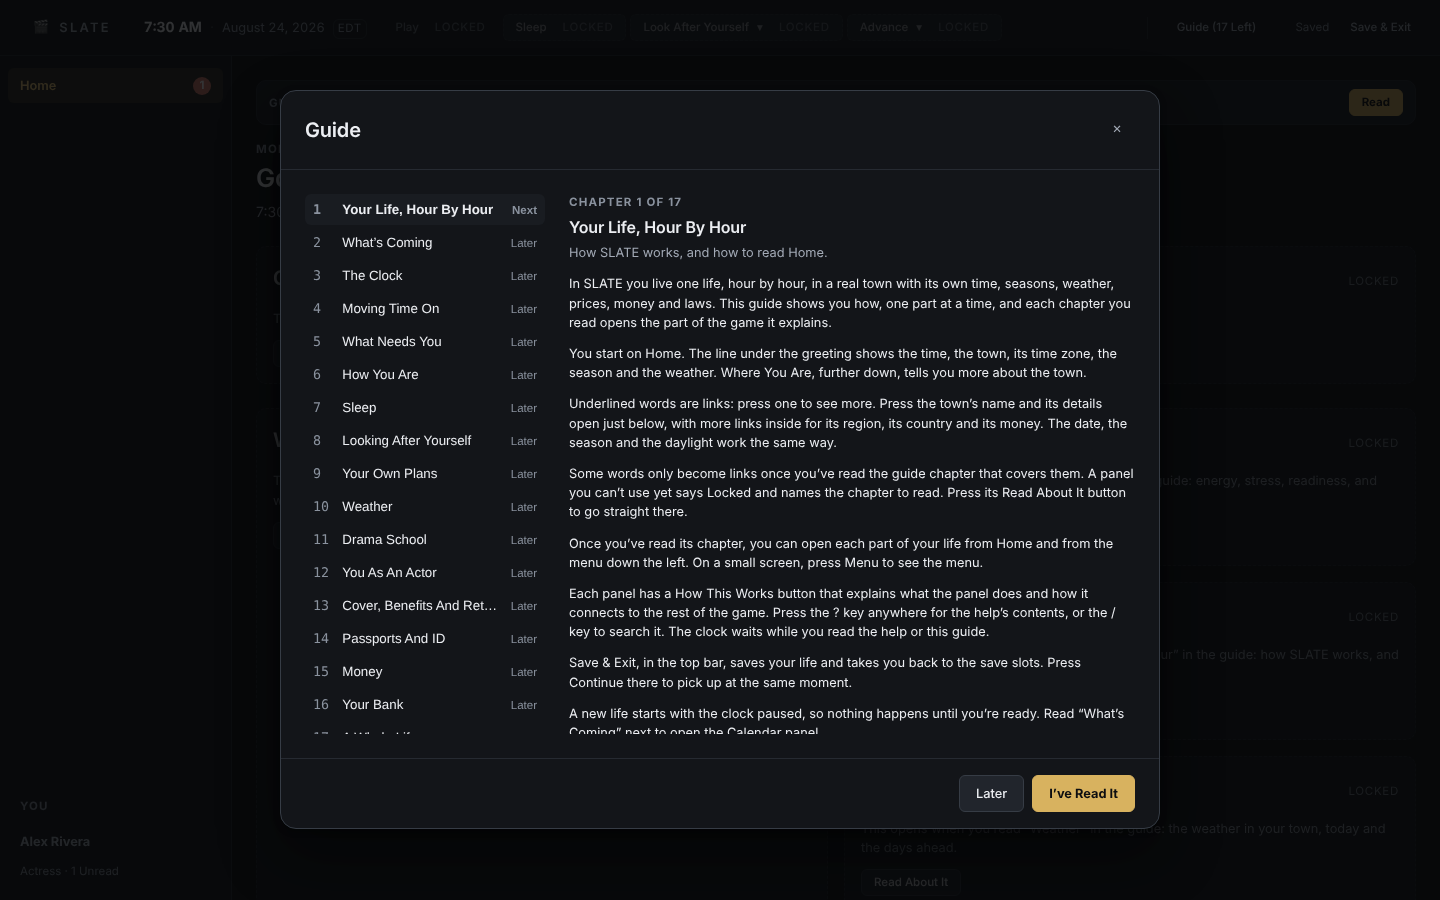 SLATE
7:30 AM
August 24, 2026
EDT
Play LOCKED
Sleep LOCKED
Look After Yourself ▾ LOCKED
Advance ▾ LOCKED
Guide (17 Left)
Saved
Save & Exit
Home
1
Read
Guide
×
1 Your Life, Hour By Hour Next
2 What’s Coming Later
3 The Clock Later
4 Moving Time On Later
5 What Needs You Later
6 How You Are Later
7 Sleep Later
8 Looking After Yourself Later
9 Your Own Plans Later
10 Weather Later
11 Drama School Later
12 You As An Actor Later
13 Cover, Benefits And Ret… Later
14 Passports And ID Later
15 Money Later
16 Your Bank Later
CHAPTER 1 OF 17
Your Life, Hour By Hour
How SLATE works, and how to read Home.
In SLATE you live one life, hour by hour, in a real town with its own time, seasons, weather,
prices, money and laws. This guide shows you how, one part at a time, and each chapter you
read opens the part of the game it explains.
You start on Home. The line under the greeting shows the time, the town, its time zone, the
season and the weather. Where You Are, further down, tells you more about the town.
Underlined words are links: press one to see more. Press the town’s name and its details
open just below, with more links inside for its region, its country and its money. The date, the
season and the daylight work the same way.
Some words only become links once you’ve read the guide chapter that covers them. A panel
you can’t use yet says Locked and names the chapter to read. Press its Read About It button
to go straight there.
Once you’ve read its chapter, you can open each part of your life from Home and from the
menu down the left. On a small screen, press Menu to see the menu.
Each panel has a How This Works button that explains what the panel does and how it
connects to the rest of the game. Press the ? key anywhere for the help’s contents, or the /
key to search it. The clock waits while you read the help or this guide.
Save & Exit, in the top bar, saves your life and takes you back to the save slots. Press
Continue there to pick up at the same moment.
A new life starts with the clock paused, so nothing happens until you’re ready. Read “What’s
Coming” next to open the Calendar panel.
Later
I’ve Read It
LOCKED
LOCKED
guide: energy, stress, readiness, and
LOCKED
in the guide: how SLATE works, and
LOCKED
This opens when you read “Weather” in the guide: the weather in your town, today and
the days ahead.
Read About It
YOU
Alex Rivera
Actress · 1 Unread